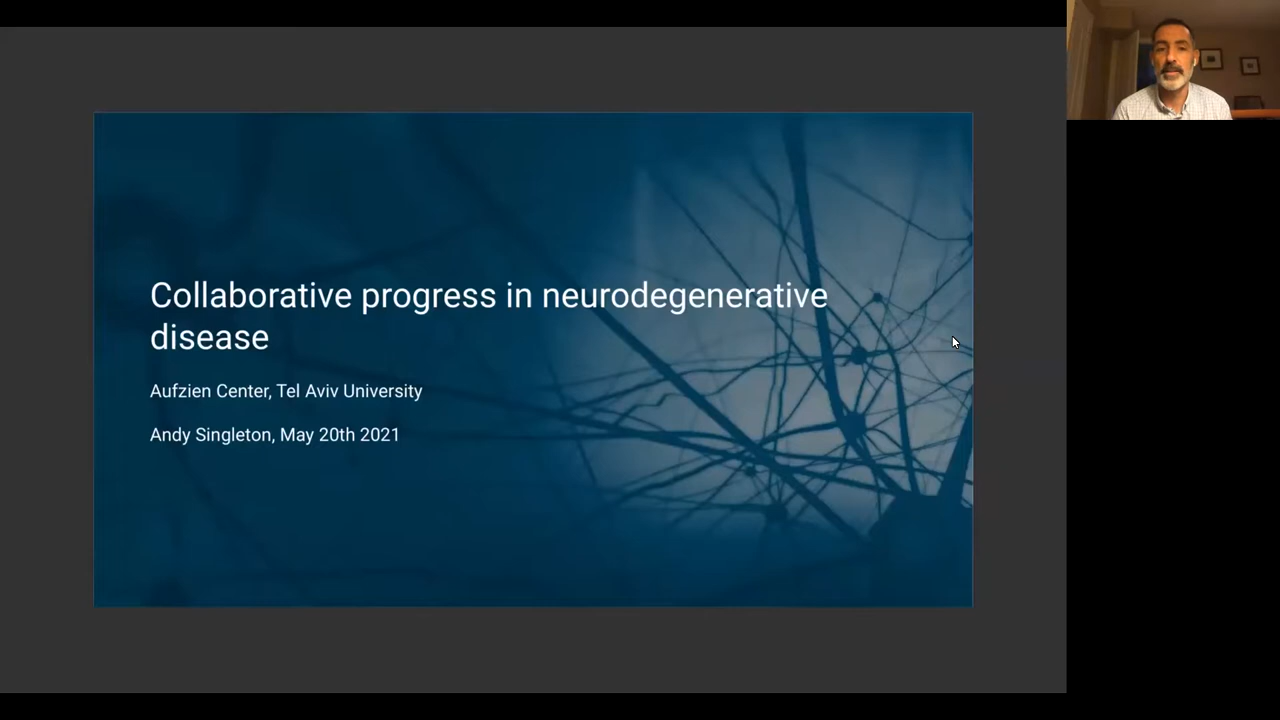 Collaborative progress in neurodegenerative
disease
Aufzien Center, Tel Aviv University
Andy Singleton, May 20th 2021